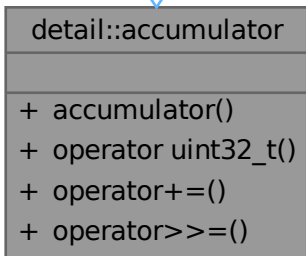 detail::accumulator
+ accumulator()
+ operator uint32_t()
+ operator+=()
+ operator>>=()